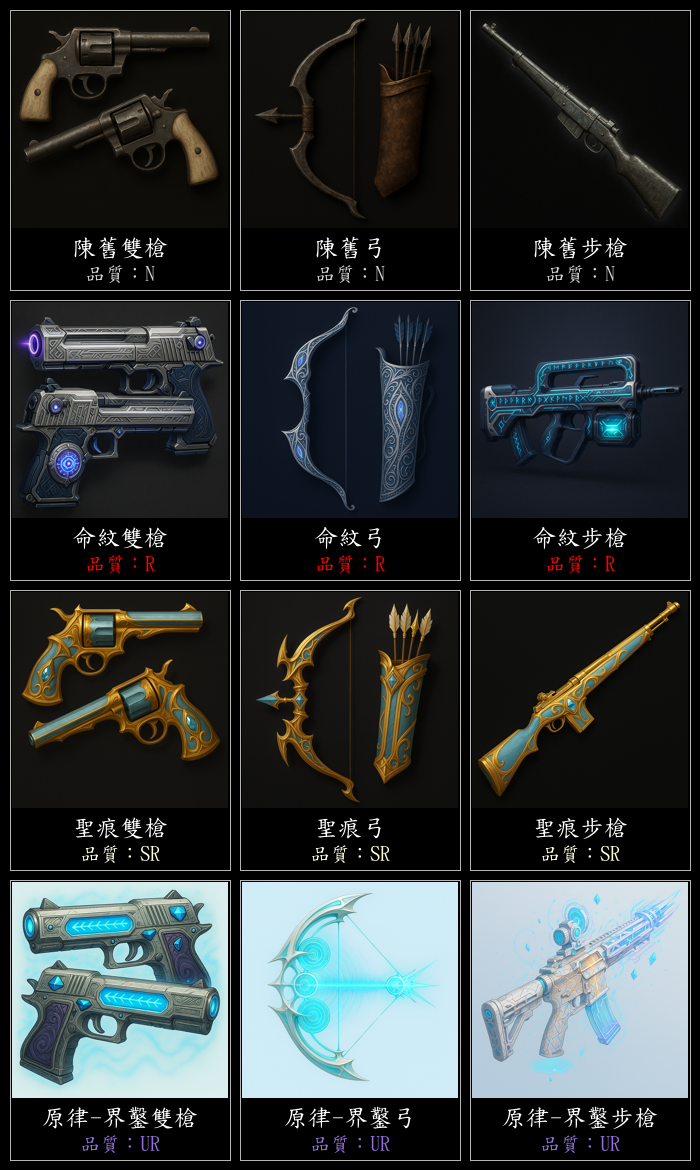 陳舊雙槍
品質：N
陳舊弓
品質：N
陳舊步槍
品質：N
命紋雙槍
品質：R
命紋弓
品質：R
命紋步槍
品質：R
聖痕雙槍
品質：SR
聖痕弓
品質：SR
聖痕步槍
品質：SR
原律-界鑿雙槍
品質：UR
原律-界鑿弓
品質：UR
原律-界鑿步槍
品質：UR